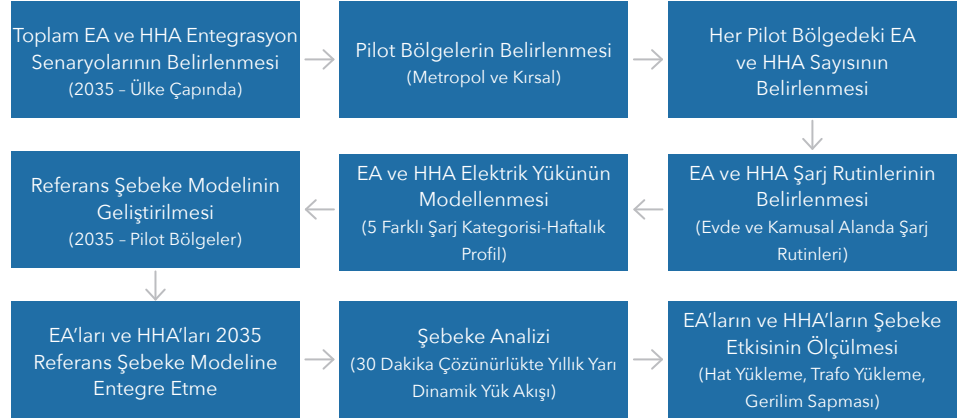 Toplam EA ve HHA Entegrasyon
Senaryolarının Belirlenmesi
(2035 – Ülke Çapında)
Pilot Bölgelerin Belirlenmesi
(Metropol ve Kırsal)
Her Pilot Bölgedeki EA
ve HHA Sayısının
Belirlenmesi
EA ve HHA Şarj Rutinlerinin
Belirlenmesi
(Evde ve Kamusal Alanda Şarj
Rutinleri)
EA ve HHA Elektrik Yükünün
Modellenmesi
(5 Farklı Şarj Kategorisi-Haftalık
Profil)
Referans Şebeke Modelinin
Geliştirilmesi
(2035 – Pilot Bölgeler)
EA’ları ve HHA’ları 2035
Referans Şebeke Modeline
Entegre Etme
Şebeke Analizi
(30 Dakika Çözünürlükte Yıllık Yarı
Dinamik Yük Akışı)
EA’ların ve HHA’ların Şebeke
Etkisinin Ölçülmesi
(Hat Yükleme, Trafo Yükleme,
Gerilim Sapması)